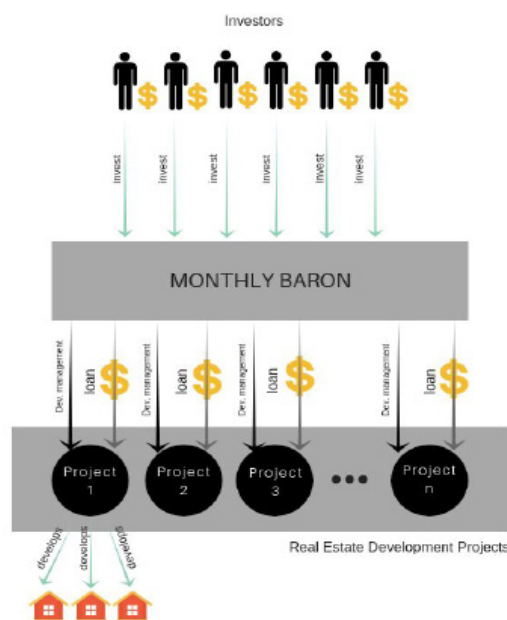 Investors
$ $ $ $ $ $
invest invest invest invest invest invest
MONTHLY BARON
Dev. management loan $ Dev. management loan $ Dev. management loan $ Dev. management loan $
Project Project Project ••• Project
1 2 3 n
develops develops develops
Real Estate Development Projects